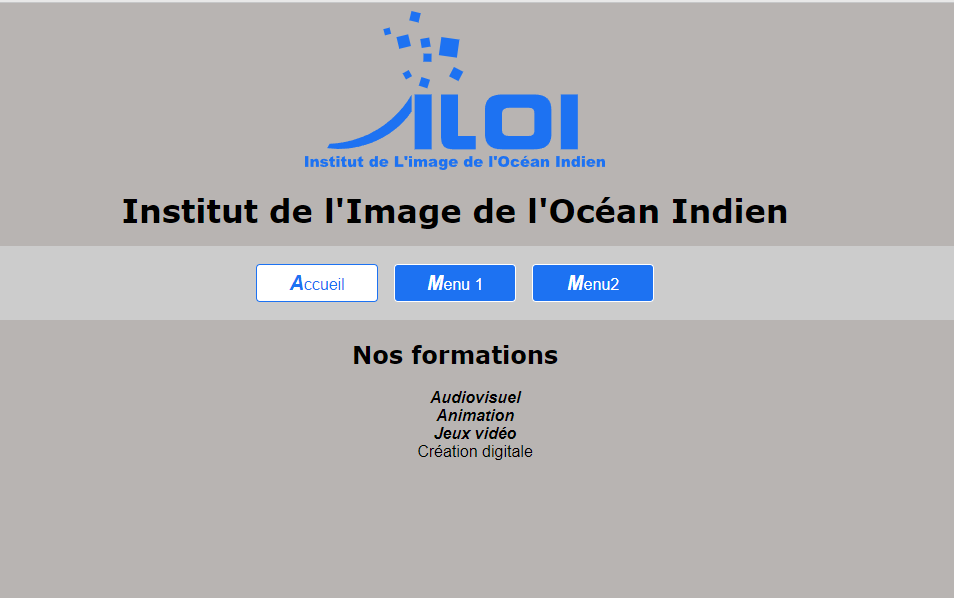 ILOI
Institut de L'image de l'Océan Indien
Institut de l'Image de l'Océan Indien
Accueil
Menu 1
Menu2
Nos formations
Audiovisuel
Animation
Jeux vidéo
Création digitale